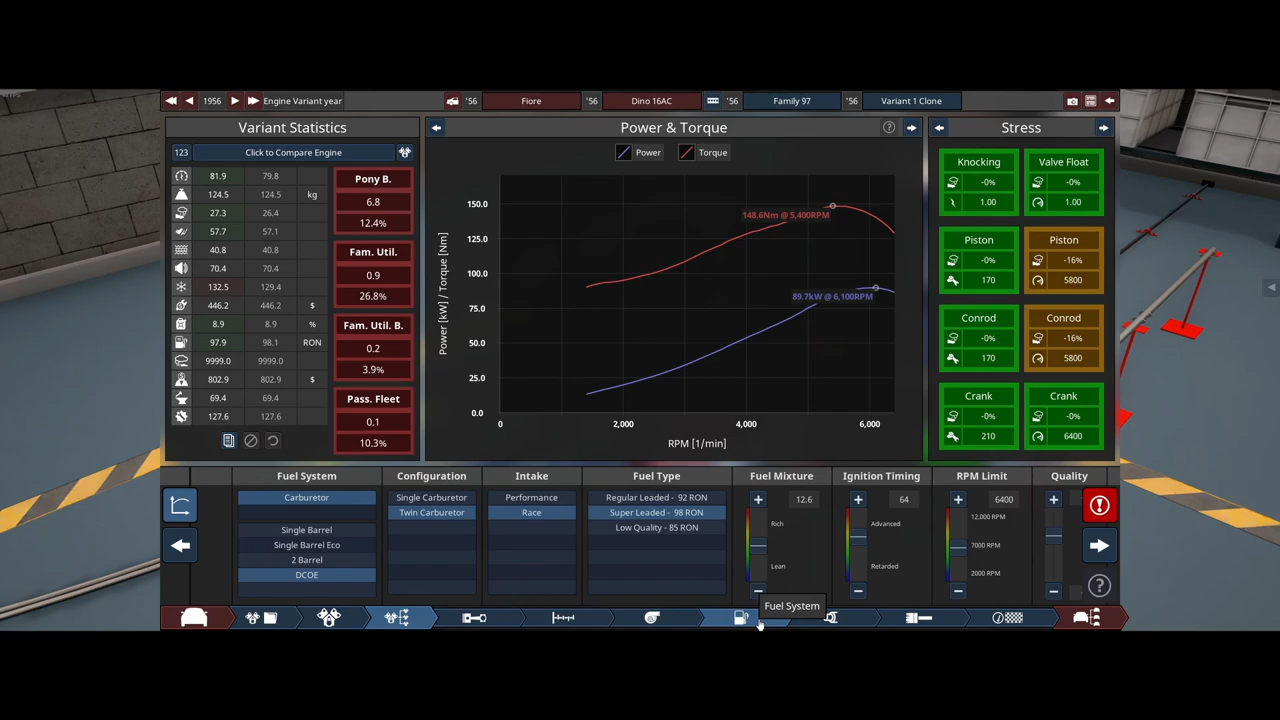 1956 Engine Variant year '56 Fiore '56 Dino 16AC '56 Family 97 '56 Variant 1 Clone
Variant Statistics
123 Click to Compare Engine
81.9 79.8
124.5 124.5 kg
27.3 26.4
57.7 57.1
40.8 40.8
70.4 70.4
132.5 129.4
446.2 446.2 $
8.9 8.9 %
97.9 98.1 RON
9999.0 9999.0
802.9 802.9 $
69.4 69.4
127.6 127.6
Pony B.
6.8
12.4%
Fam. Util.
0.9
26.8%
Fam. Util. B.
0.2
3.9%
Pass. Fleet
0.1
10.3%
Power & Torque
?
Power Torque
Power [kW] / Torque [Nm]
150.0
125.0
100.0
75.0
50.0
25.0
0.0
148.6Nm @ 5,400RPM
89.7kW @ 6,100RPM
0 2,000 4,000 6,000
RPM [1/min]
Stress
Knocking
-0%
1.00
Valve Float
-0%
1.00
Piston
-0%
170
Piston
-16%
5800
Conrod
-0%
170
Conrod
-16%
5800
Crank
-0%
210
Crank
-0%
6400
Fuel System
Carburetor
Single Barrel
Single Barrel Eco
2 Barrel
DCOE
Configuration
Single Carburetor
Twin Carburetor
Intake
Performance
Race
Fuel Type
Regular Leaded - 92 RON
Super Leaded - 98 RON
Low Quality - 85 RON
Fuel Mixture
12.6
Rich
Lean
Ignition Timing
64
Advanced
Retarded
RPM Limit
6400
12,000 RPM
7000 RPM
2000 RPM
Quality
?
Fuel System